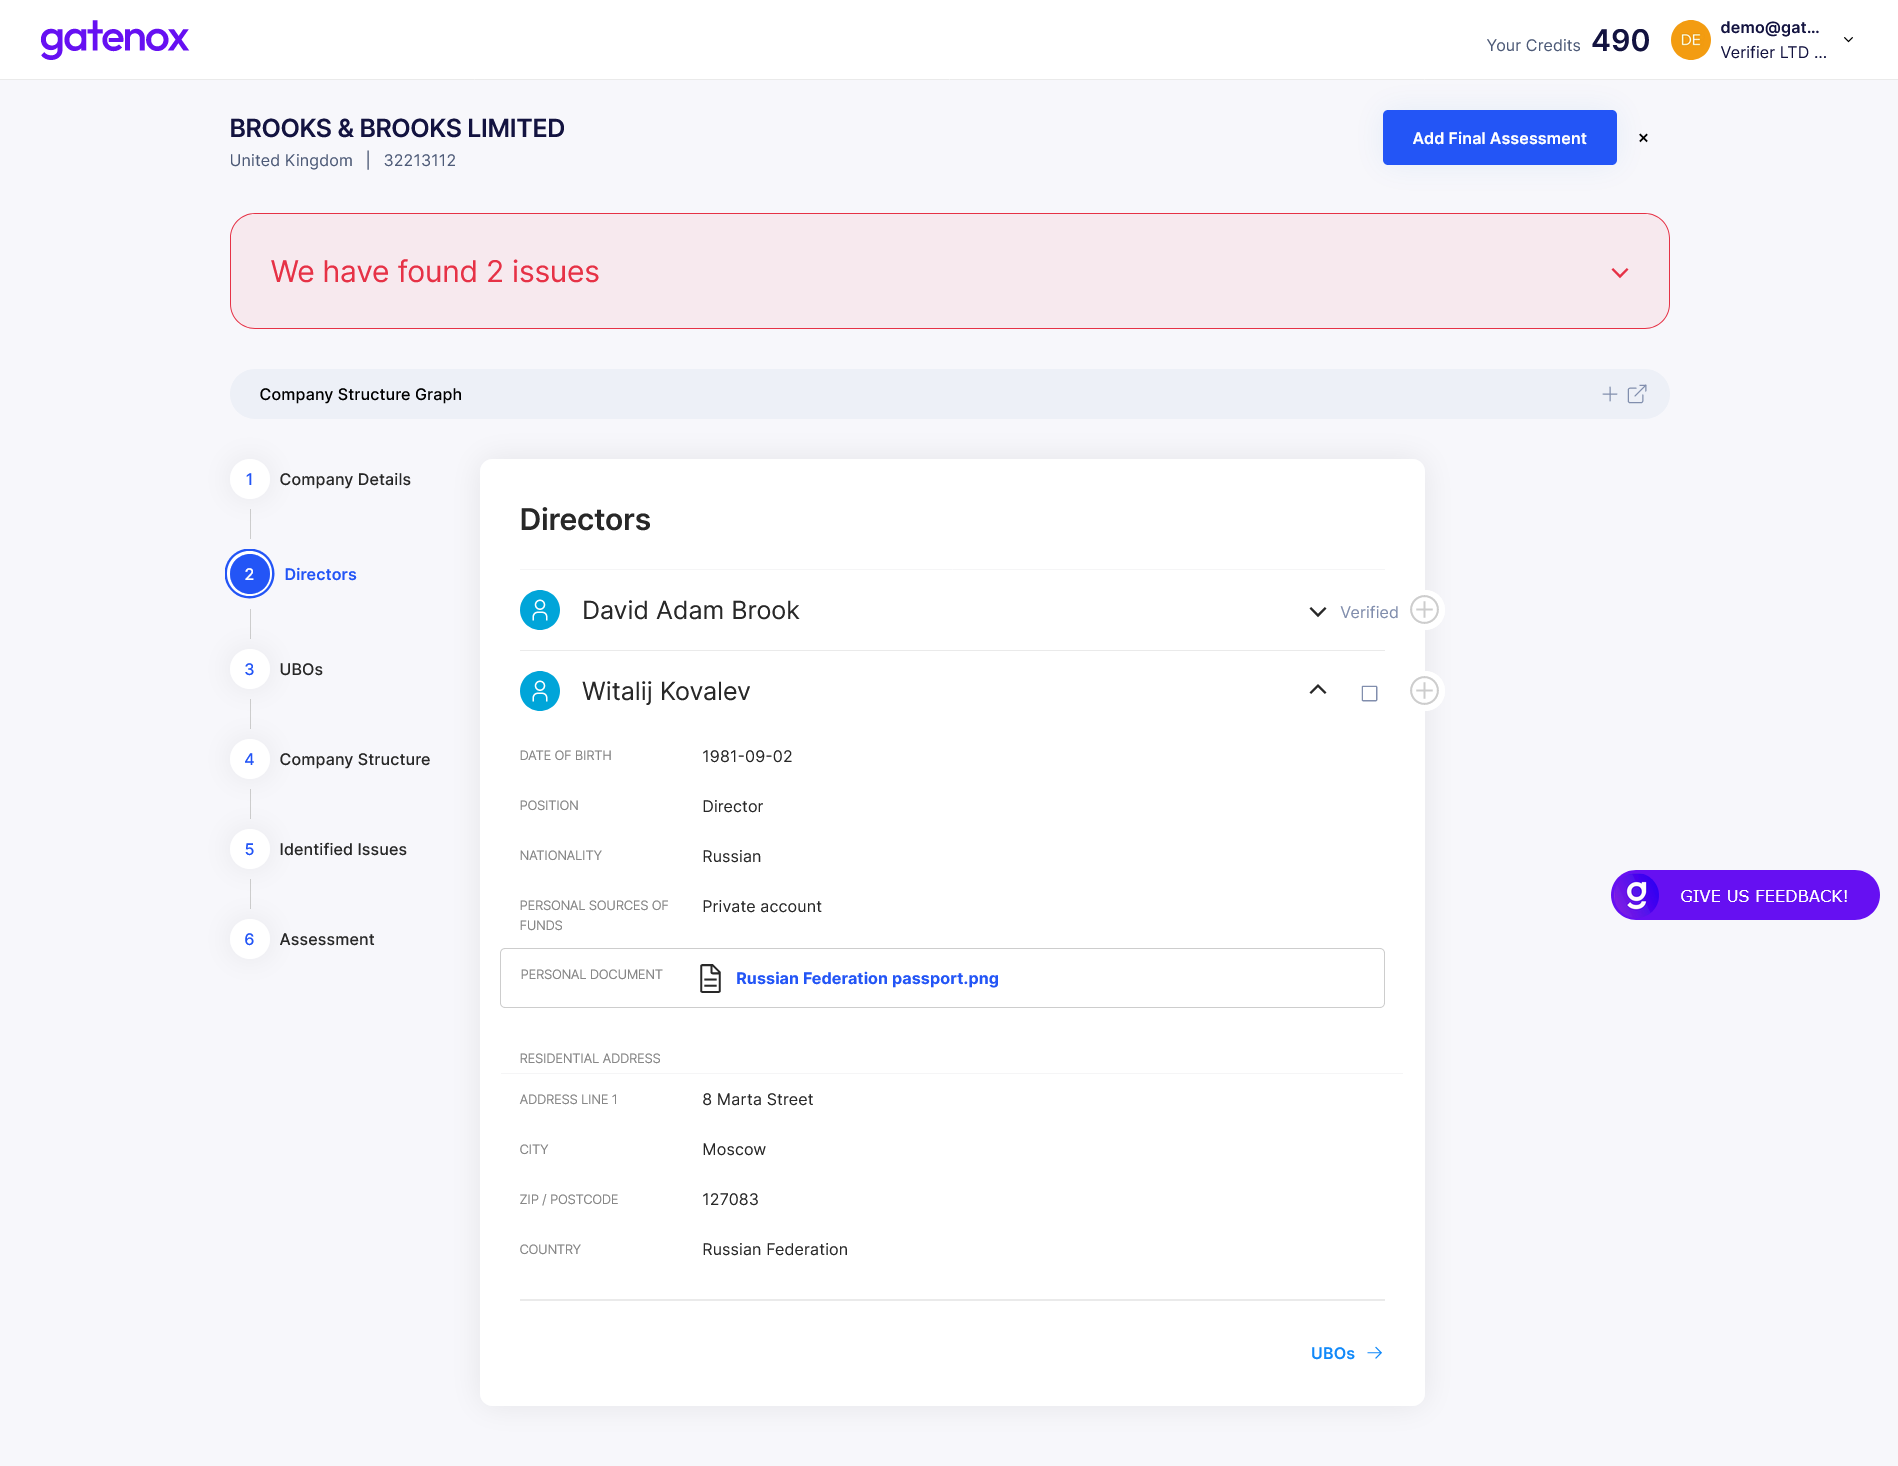 gatenox
Your Credits 490
DE
demo@gat...
Verifier LTD ...
BROOKS & BROOKS LIMITED
United Kingdom | 32213112
Add Final Assessment
We have found 2 issues
Company Structure Graph
1 Company Details
2 Directors
3 UBOs
4 Company Structure
5 Identified Issues
6 Assessment
Directors
David Adam Brook
Verified
Witalij Kovalev
DATE OF BIRTH 1981-09-02
POSITION Director
NATIONALITY Russian
PERSONAL SOURCES OF FUNDS Private account
PERSONAL DOCUMENT Russian Federation passport.png
RESIDENTIAL ADDRESS
ADDRESS LINE 1 8 Marta Street
CITY Moscow
ZIP / POSTCODE 127083
COUNTRY Russian Federation
UBOs
g GIVE US FEEDBACK!